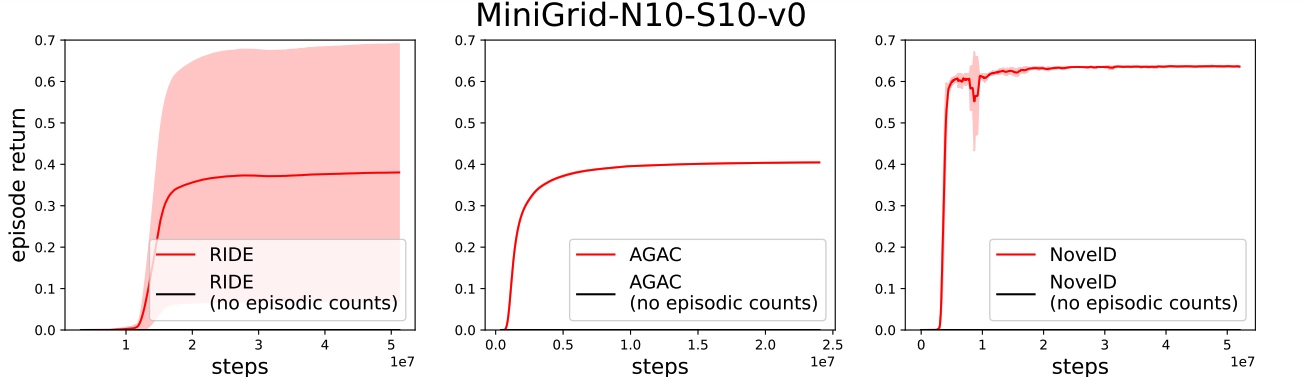 MiniGrid-N10-S10-v0
episode return
0.7
0.6
0.5
0.4
0.3
0.2
0.1
0.0
1 2 3 4 5
1e7
steps
RIDE
RIDE
(no episodic counts)
0.7
0.6
0.5
0.4
0.3
0.2
0.1
0.0
0.0 0.5 1.0 1.5 2.0 2.5
1e7
steps
AGAC
AGAC
(no episodic counts)
0.7
0.6
0.5
0.4
0.3
0.2
0.1
0.0
0 1 2 3 4 5
1e7
steps
NovelD
NovelD
(no episodic counts)